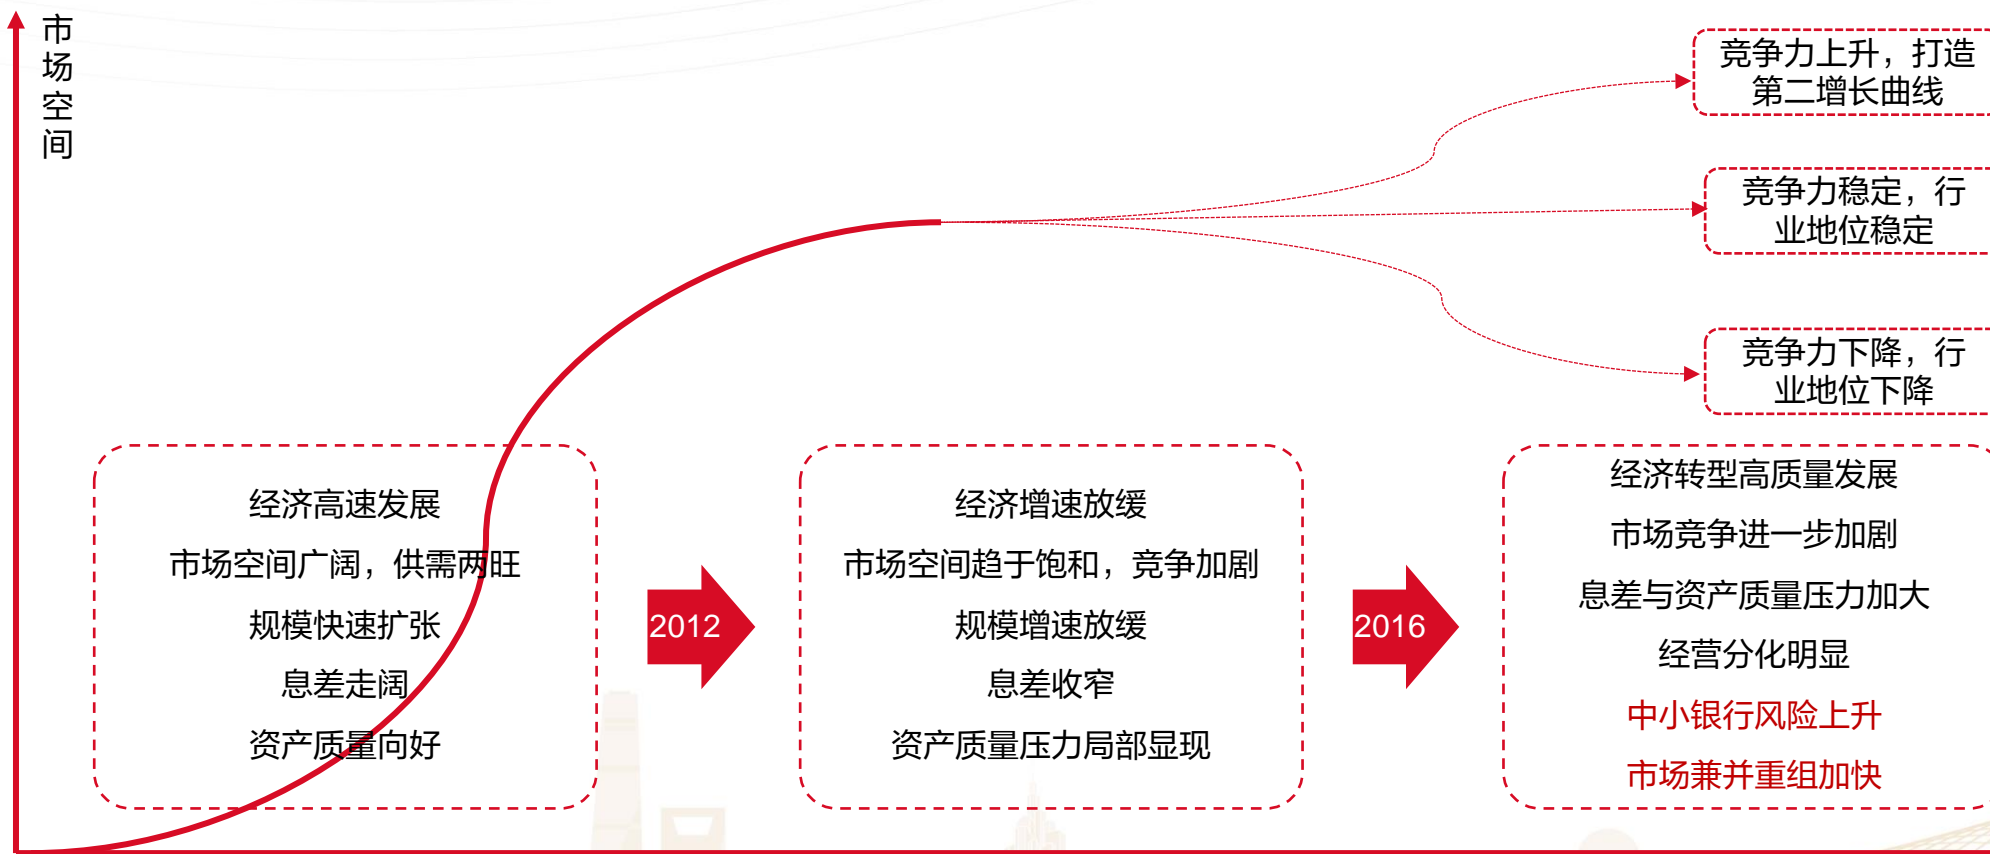 市场空间
竞争力上升，打造
第二增长曲线
竞争力稳定，行
业地位稳定
竞争力下降，行
业地位下降
经济高速发展
市场空间广阔，供需两旺
规模快速扩张
息差走阔
资产质量向好
2012
经济增速放缓
市场空间趋于饱和，竞争加剧
规模增速放缓
息差收窄
资产质量压力局部显现
2016
经济转型高质量发展
市场竞争进一步加剧
息差与资产质量压力加大
经营分化明显
中小银行风险上升
市场兼并重组加快